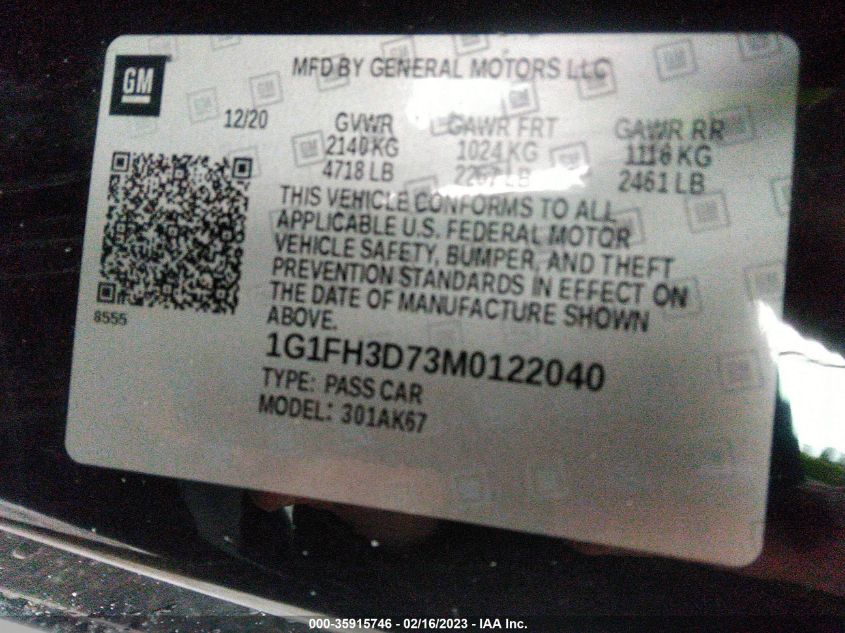 GM
MFD BY GENERAL MOTORS LLC
12/20 GVWR GAWR FRT GAWR RR
2140 KG 1024 KG 1116 KG
4718 LB 2257 LB 2461 LB
THIS VEHICLE CONFORMS TO ALL
APPLICABLE U.S. FEDERAL MOTOR
VEHICLE SAFETY, BUMPER, AND THEFT
PREVENTION STANDARDS IN EFFECT ON
THE DATE OF MANUFACTURE SHOWN
ABOVE.
8555
1G1FH3D73M0122040
TYPE: PASS CAR
MODEL: 301AK67
000-35915746 - 02/16/2023 - IAA Inc.